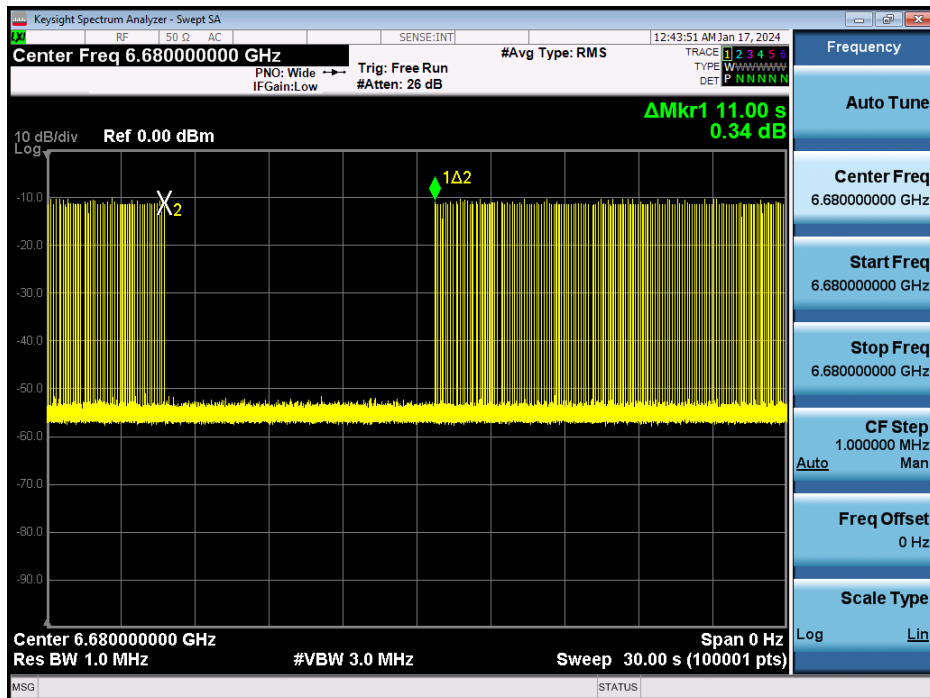 Keysight Spectrum Analyzer - Swept SA
LXI RF 50 Ω AC SENSE:INT 12:43:51 AM Jan 17, 2024
Center Freq 6.680000000 GHz
PNO: Wide
IFGain:Low
Trig: Free Run
#Atten: 26 dB
#Avg Type: RMS
TRACE 1 2 3 4 5 6
TYPE WWWWWW
DET P N N N N N
ΔMkr1 11.00 s
0.34 dB
10 dB/div
Log
Ref 0.00 dBm
1Δ2
X2
-10.0
-20.0
-30.0
-40.0
-50.0
-60.0
-70.0
-80.0
-90.0
Center 6.680000000 GHz Span 0 Hz
Res BW 1.0 MHz #VBW 3.0 MHz Sweep 30.00 s (100001 pts)
MSG STATUS
Frequency
Auto Tune
Center Freq
6.680000000 GHz
Start Freq
6.680000000 GHz
Stop Freq
6.680000000 GHz
CF Step
1.000000 MHz
Auto Man
Freq Offset
0 Hz
Scale Type
Log Lin